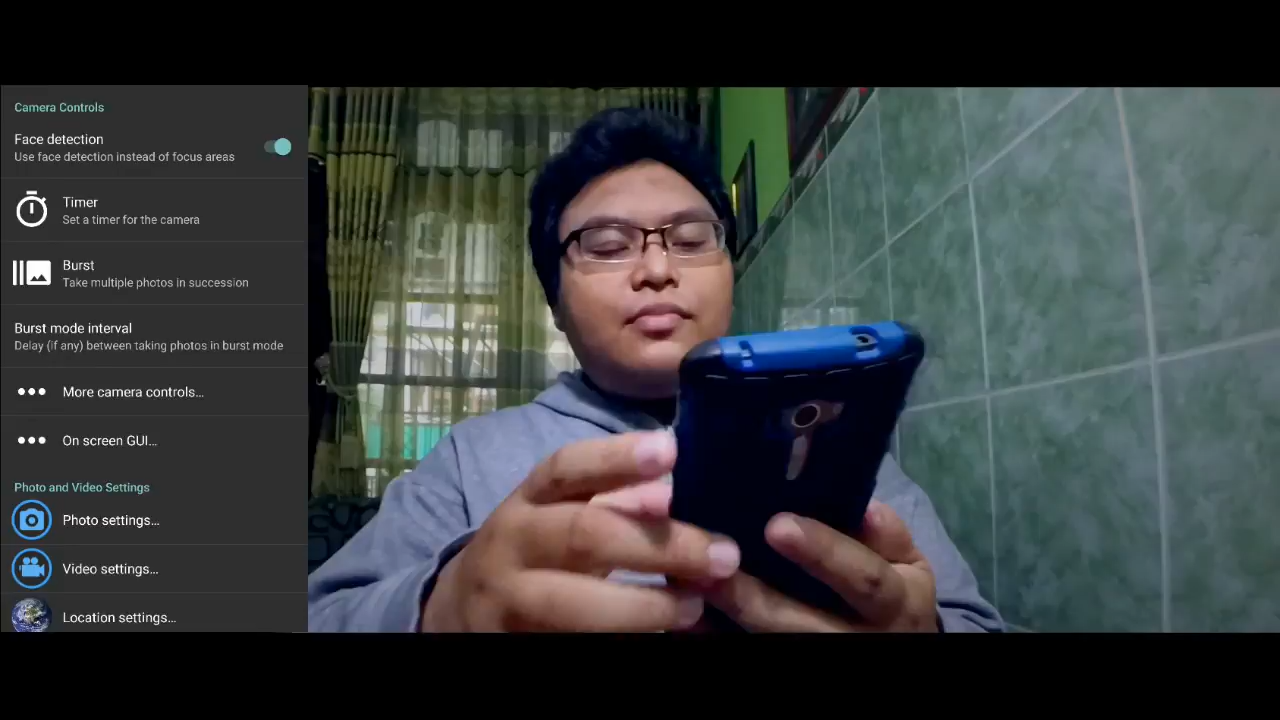 Camera Controls
Face detection
Use face detection instead of focus areas
Timer
Set a timer for the camera
Burst
Take multiple photos in succession
Burst mode interval
Delay (if any) between taking photos in burst mode
More camera controls...
On screen GUI...
Photo and Video Settings
Photo settings...
Video settings...
Location settings...